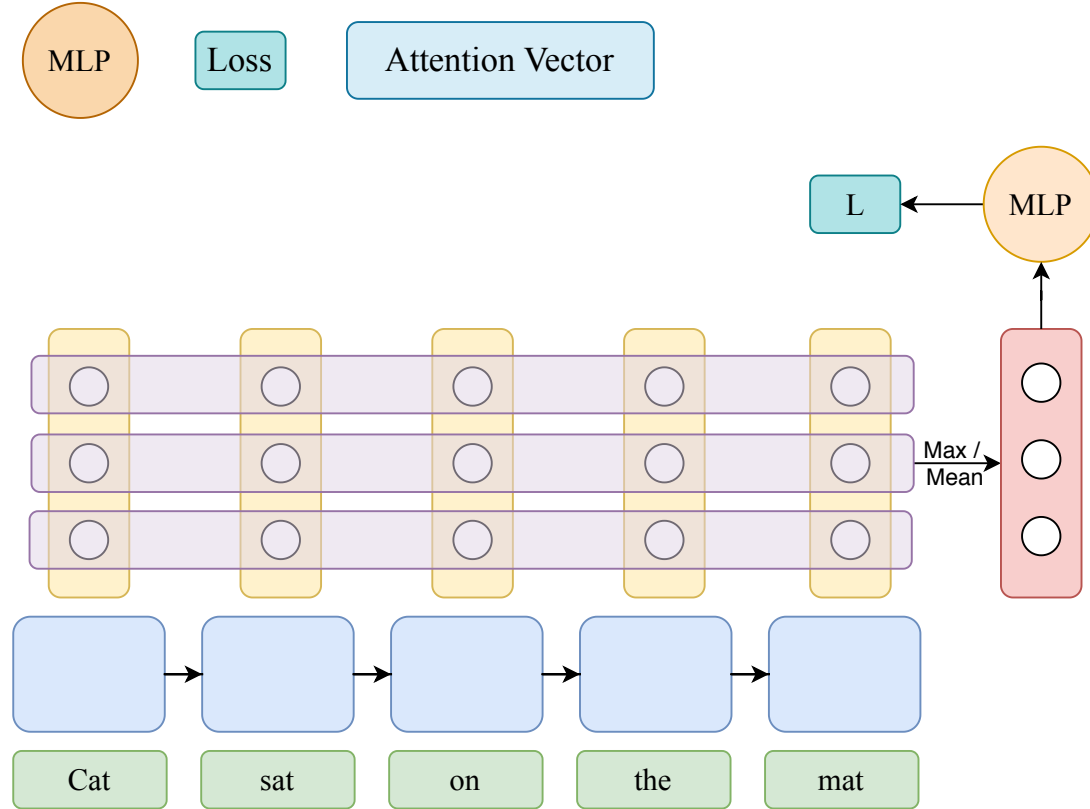 MLP
Loss
Attention Vector
L
MLP
Max /
Mean
Cat
sat
on
the
mat